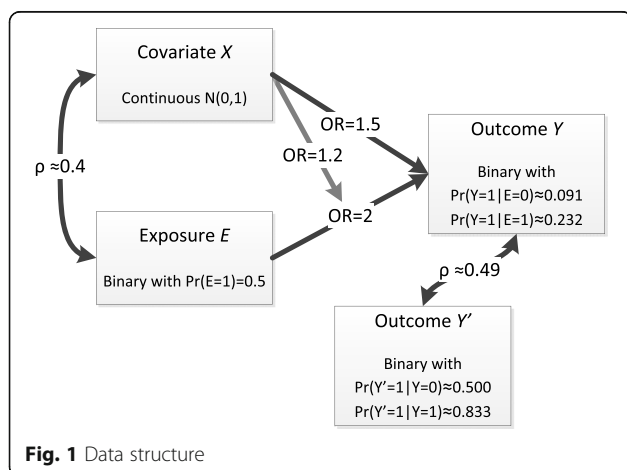 Covariate X
Continuous N(0,1)
ρ ≈0.4
OR=1.5
OR=1.2
OR=2
Exposure E
Binary with Pr(E=1)=0.5
Outcome Y
Binary with
Pr(Y=1|E=0)≈0.091
Pr(Y=1|E=1)≈0.232
ρ ≈0.49
Outcome Y′
Binary with
Pr(Y′=1|Y=0)≈0.500
Pr(Y′=1|Y=1)≈0.833
Fig. 1 Data structure